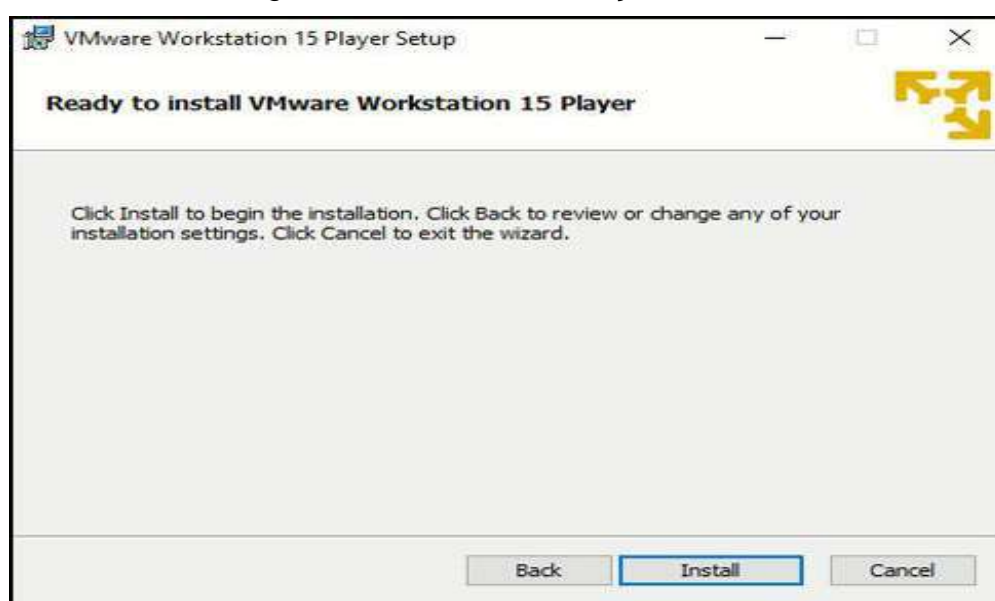 VMware Workstation 15 Player Setup
Ready to install VMware Workstation 15 Player
Click Install to begin the installation. Click Back to review or change any of your
installation settings. Click Cancel to exit the wizard.
Back
Install
Cancel